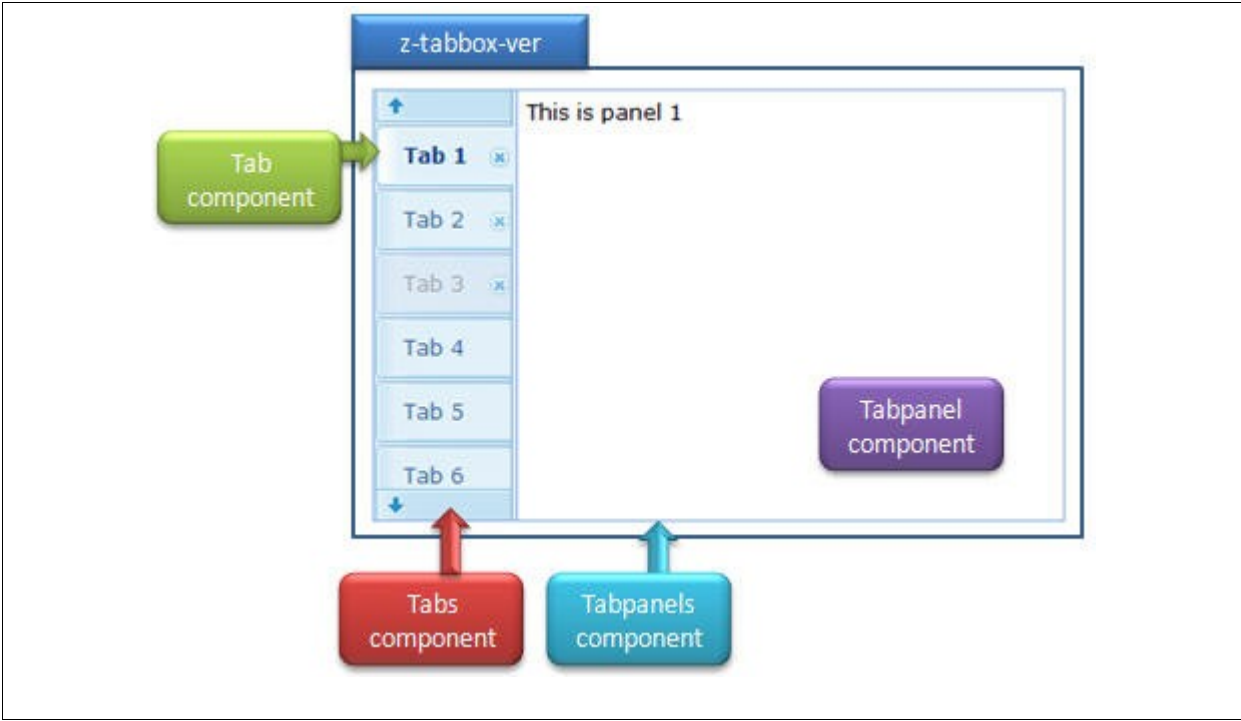 z-tabbox-ver
This is panel 1
Tab 1
Tab
component
Tab 2
Tab 3
Tab 4
Tab 5
Tabpanel
component
Tab 6
Tabs
component
Tabpanels
component